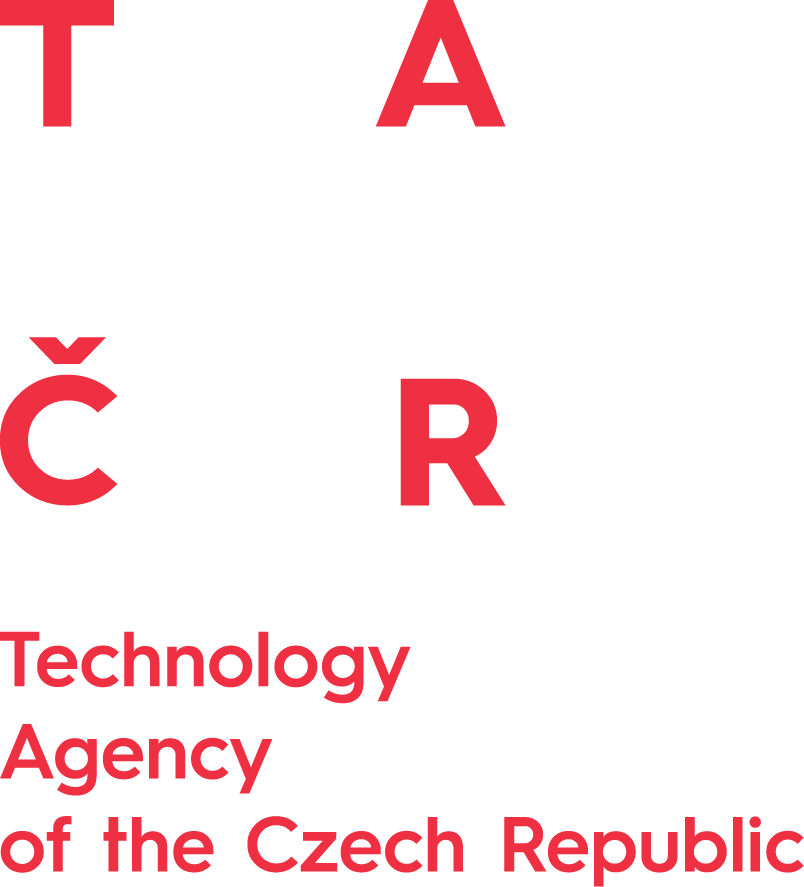 T A
Č R
Technology
Agency
of the Czech Republic